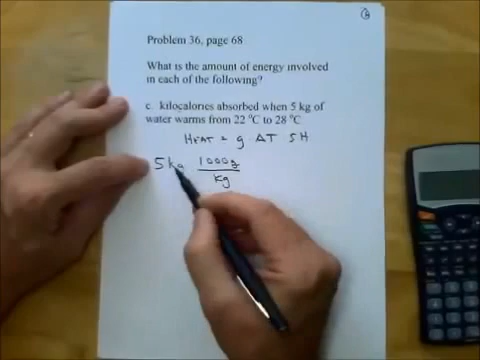 Problem 36, page 68
What is the amount of energy involved
in each of the following?
c. kilocalories absorbed when 5 kg of
water warms from 22 °C to 28 °C
HEAT = g ΔT SH
5 kg 1000g
kg